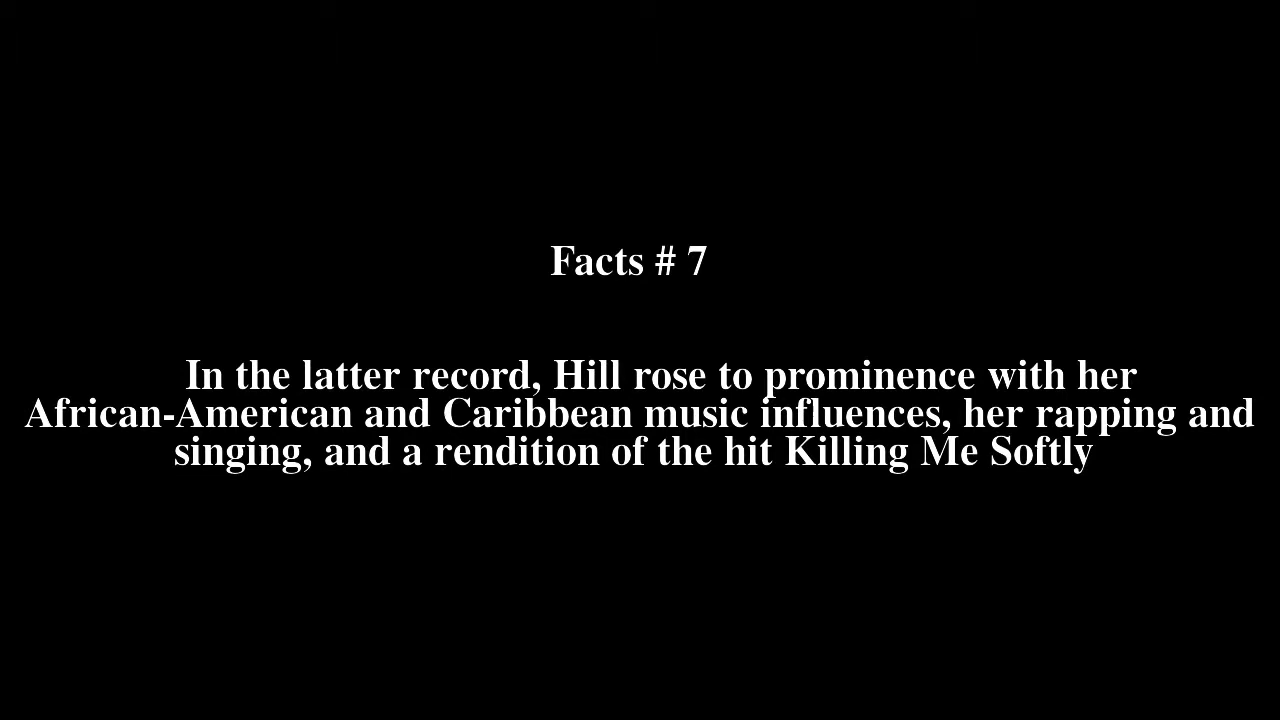 Facts # 7
In the latter record, Hill rose to prominence with her
African-American and Caribbean music influences, her rapping and
singing, and a rendition of the hit Killing Me Softly